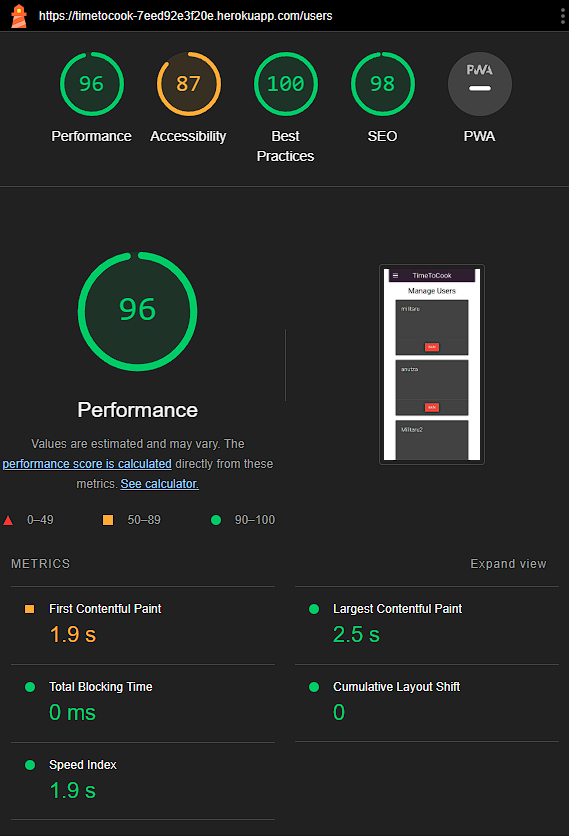 https://timetocook-7eed92e3f20e.herokuapp.com/users
96 87 100 98 PWA
Performance Accessibility Best Practices SEO PWA
96
TimeToCook
Manage Users
militaru
anutza
Militaru2
Performance
Values are estimated and may vary. The
performance score is calculated directly from these
metrics. See calculator.
0–49 50–89 90–100
METRICS Expand view
First Contentful Paint Largest Contentful Paint
1.9 s 2.5 s
Total Blocking Time Cumulative Layout Shift
0 ms 0
Speed Index
1.9 s